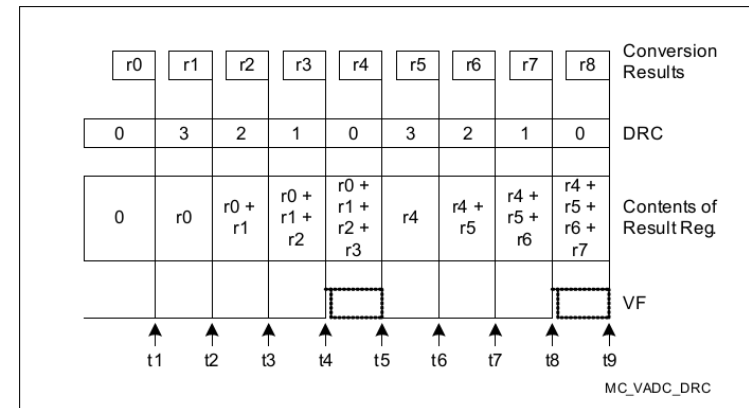 r0 r1 r2 r3 r4 r5 r6 r7 r8 Conversion
Results
0 3 2 1 0 3 2 1 0 DRC
0 r0 r0 + r1 r0 + r1 + r2 r0 + r1 + r2 + r3 r4 r4 + r5 r4 + r5 + r6 r4 + r5 + r6 + r7 Contents of
Result Reg.
VF
t1 t2 t3 t4 t5 t6 t7 t8 t9
MC_VADC_DRC